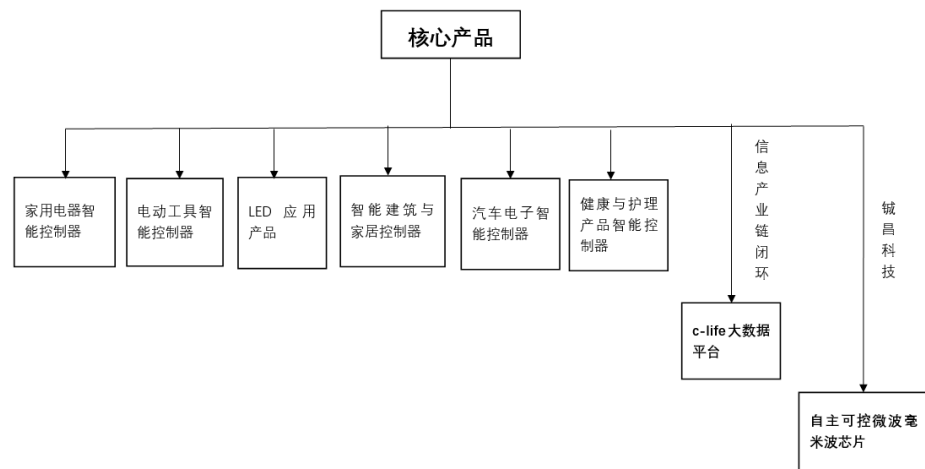 核心产品
家用电器智
能控制器
电动工具智
能控制器
LED 应用
产品
智能建筑与
家居控制器
汽车电子智
能控制器
健康与护理
产品智能控
制器
信息产业链闭环
铖昌科技
c-life大数据
平台
自主可控微波毫
米波芯片